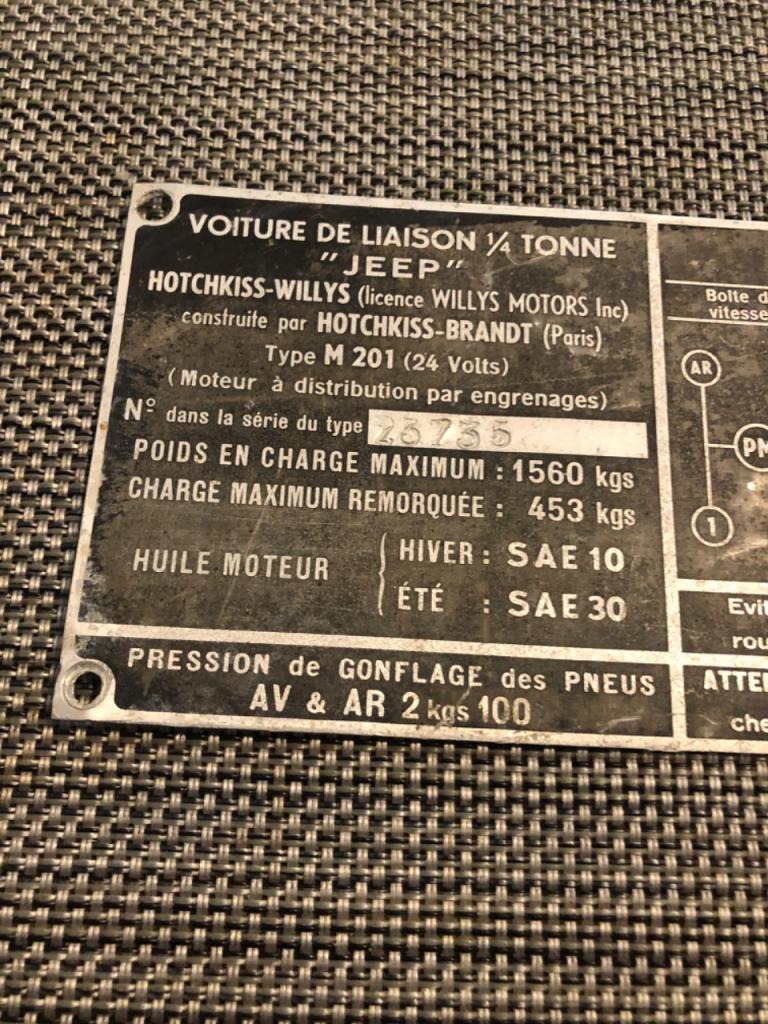 VOITURE DE LIAISON ¼ TONNE
"JEEP"
HOTCHKISS-WILLYS (licence WILLYS MOTORS Inc)
construite par HOTCHKISS-BRANDT (Paris)
Type M 201 (24 Volts)
(Moteur à distribution par engrenages)
Nº dans la série du type 23735
POIDS EN CHARGE MAXIMUM : 1560 kgs
CHARGE MAXIMUM REMORQUÉE : 453 kgs
HUILE MOTEUR
HIVER : SAE 10
ÉTÉ : SAE 30
PRESSION de GONFLAGE des PNEUS
AV & AR 2 kgs 100
Boîte d
vitesse
AR
PM
1
Evit
rou
ATTE
che